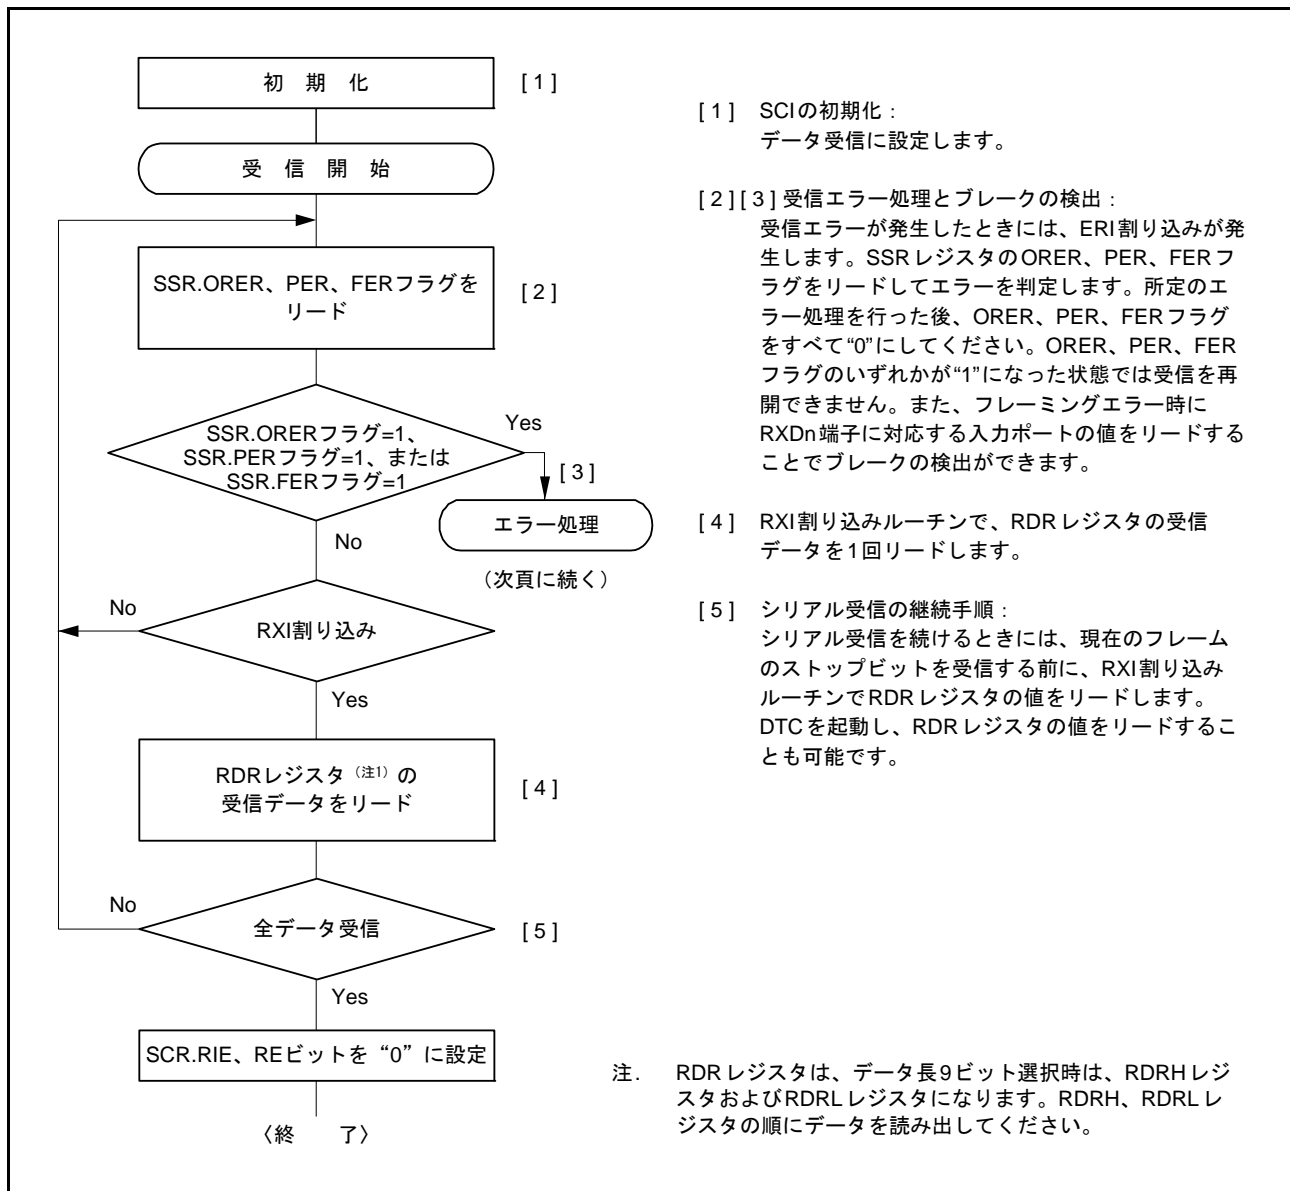 初 期 化 [ 1 ]
受 信 開 始
SSR.ORER、PER、FERフラグを
リード
[ 2 ]
SSR.ORERフラグ=1、
SSR.PERフラグ=1、または
SSR.FERフラグ=1
Yes
[ 3 ]
エラー処理
（次頁に続く）
No
RXI割り込み
No
Yes
RDRレジスタ（注1）の
受信データをリード
[ 4 ]
全データ受信
No
[ 5 ]
Yes
SCR.RIE、REビットを “0” に設定
〈終 了〉
[ 1 ] SCIの初期化：
データ受信に設定します。
[ 2 ] [ 3 ] 受信エラー処理とブレークの検出：
受信エラーが発生したときには、ERI割り込みが発
生します。SSRレジスタのORER、PER、FERフ
ラグをリードしてエラーを判定します。所定のエ
ラー処理を行った後、ORER、PER、FERフラグ
をすべて“0”にしてください。ORER、PER、FER
フラグのいずれかが“1”になった状態では受信を再
開できません。また、フレーミングエラー時に
RXDn端子に対応する入力ポートの値をリードする
ことでブレークの検出ができます。
[ 4 ] RXI割り込みルーチンで、RDRレジスタの受信
データを1回リードします。
[ 5 ] シリアル受信の継続手順：
シリアル受信を続けるときには、現在のフレーム
のストップビットを受信する前に、RXI割り込み
ルーチンでRDRレジスタの値をリードします。
DTCを起動し、RDRレジスタの値をリードするこ
とも可能です。
注. RDRレジスタは、データ長9ビット選択時は、RDRHレジ
スタおよびRDRLレジスタになります。RDRH、RDRLレ
ジスタの順にデータを読み出してください。